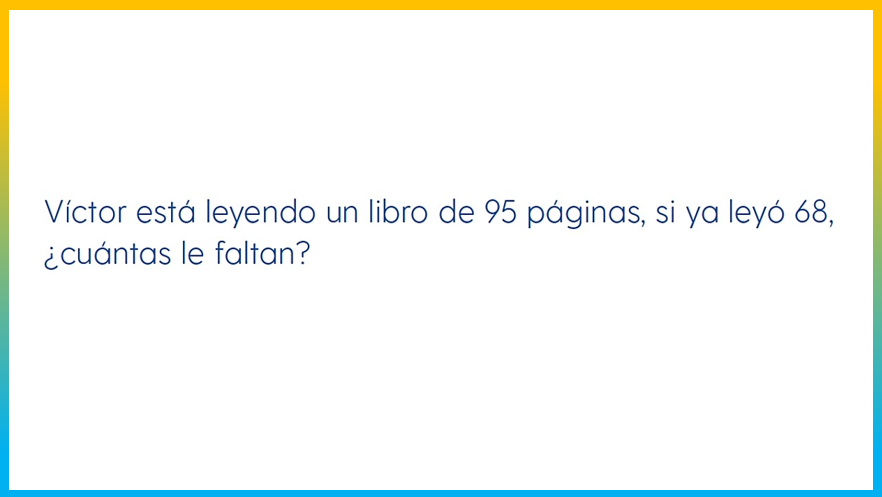 Víctor está leyendo un libro de 95 páginas, si ya leyó 68,
¿cuántas le faltan?